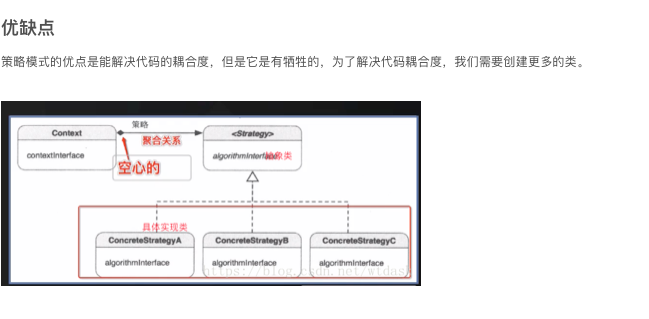 优缺点
策略模式的优点是能解决代码的耦合度，但是它是有牺牲的，为了解决代码耦合度，我们需要创建更多的类。
策略
Context
<Strategy>
聚合关系
contextInterface
algorithmInterface
抽象类
空心的
具体实现类
ConcreteStrategyA
ConcreteStrategyB
ConcreteStrategyC
algorithmInterface
algorithmInterface
algorithmInterface